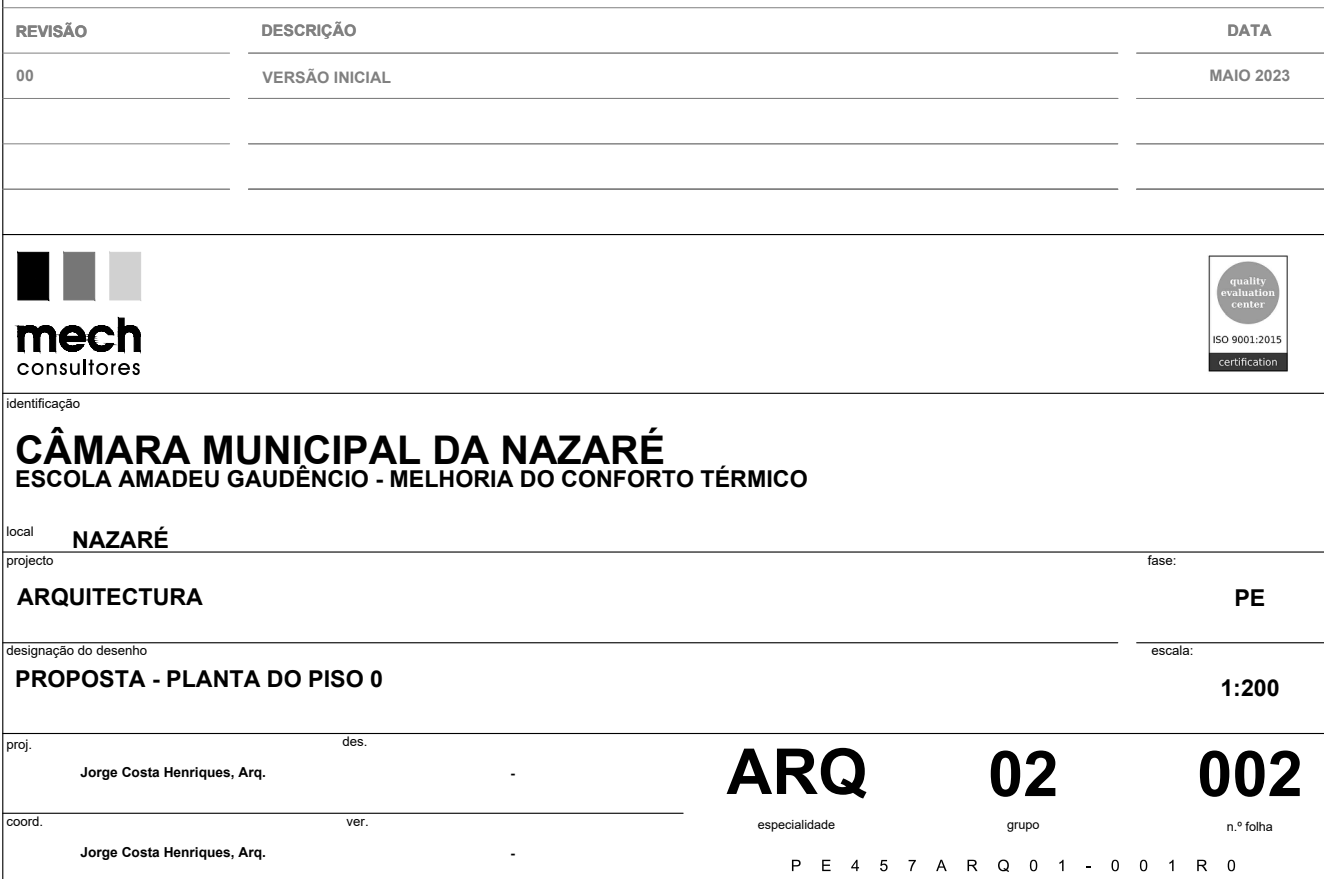 REVISÃO DESCRIÇÃO DATA
00 VERSÃO INICIAL MAIO 2023
mech
consultores
quality
evaluation
center
ISO 9001:2015
certification
identificação
CÂMARA MUNICIPAL DA NAZARÉ
ESCOLA AMADEU GAUDÊNCIO - MELHORIA DO CONFORTO TÉRMICO
local NAZARÉ
projecto fase:
ARQUITECTURA PE
designação do desenho escala:
PROPOSTA - PLANTA DO PISO 0 1:200
proj. des.
Jorge Costa Henriques, Arq. -
ARQ 02 002
coord. ver.
especialidade grupo n.º folha
Jorge Costa Henriques, Arq. -
P E 4 5 7 A R Q 0 1 - 0 0 1 R 0